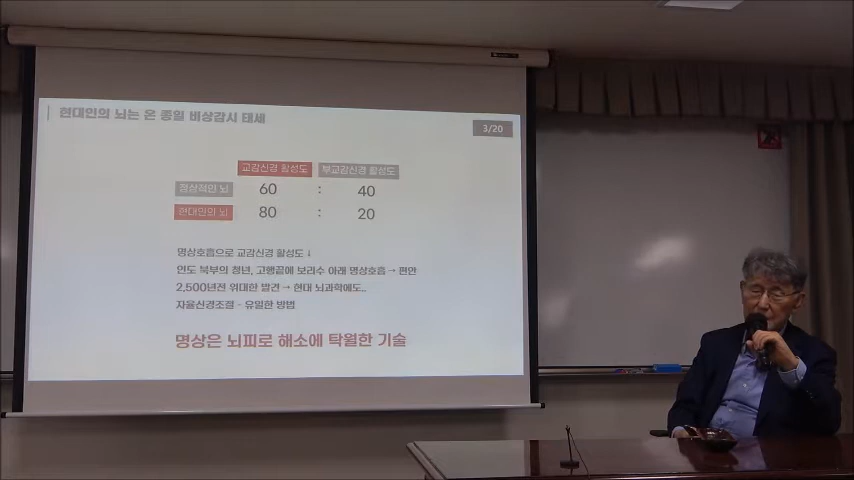 현대인의 뇌는 온 종일 비상감시 태세
3/20
교감신경 활성도 부교감신경 활성도
정상적인 뇌 60 : 40
현대인의 뇌 80 : 20
명상호흡으로 교감신경 활성도 ↓
인도 북부의 청년, 고행끝에 보리수 아래 명상호흡 → 편안
2,500년전 위대한 발견 → 현대 뇌과학에도..
자율신경조절 - 유일한 방법
명상은 뇌피로 해소에 탁월한 기술